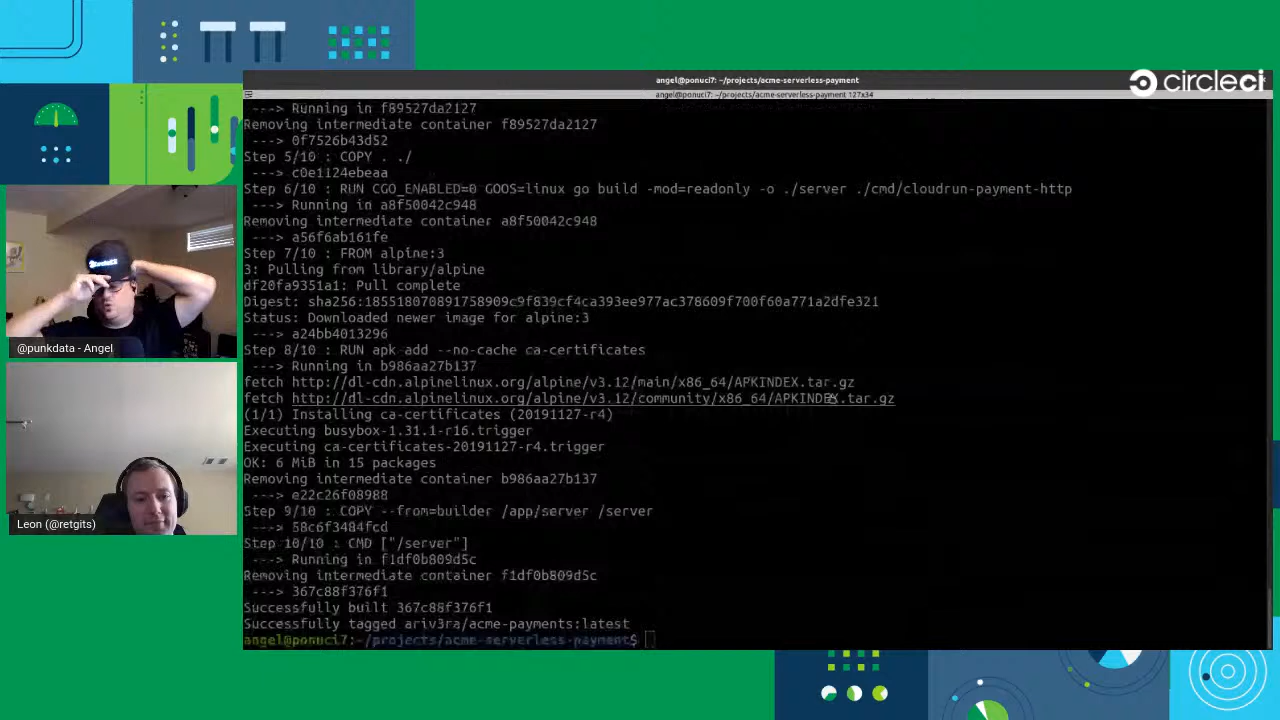 angel@ponuci7: ~/projects/acme-serverless-payment
circleci
angel@ponuci7: ~/projects/acme-serverless-payment 127x34
---> Running in f89527da2127
Removing intermediate container f89527da2127
---> 0f7526b43d52
Step 5/10 : COPY . ./
---> c0e1124ebeaa
Step 6/10 : RUN CGO_ENABLED=0 GOOS=linux go build -mod=readonly -o ./server ./cmd/cloudrun-payment-http
---> Running in a8f50042c948
Removing intermediate container a8f50042c948
---> a56f6ab161fe
Step 7/10 : FROM alpine:3
3: Pulling from library/alpine
df20fa9351a1: Pull complete
Digest: sha256:185518070891758909c9f839cf4ca393ee977ac378609f700f60a771a2dfe321
Status: Downloaded newer image for alpine:3
---> a24bb4013296
Step 8/10 : RUN apk add --no-cache ca-certificates
---> Running in b986aa27b137
fetch http://dl-cdn.alpinelinux.org/alpine/v3.12/main/x86_64/APKINDEX.tar.gz
fetch http://dl-cdn.alpinelinux.org/alpine/v3.12/community/x86_64/APKINDEX.tar.gz
(1/1) Installing ca-certificates (20191127-r4)
Executing busybox-1.31.1-r16.trigger
Executing ca-certificates-20191127-r4.trigger
OK: 6 MiB in 15 packages
Removing intermediate container b986aa27b137
---> e22c26f08988
Step 9/10 : COPY --from=builder /app/server /server
---> 58c6f3484fcd
Step 10/10 : CMD ["/server"]
---> Running in f1df0b809d5c
Removing intermediate container f1df0b809d5c
---> 367c88f376f1
Successfully built 367c88f376f1
Successfully tagged ariv3ra/acme-payments:latest
angel@ponuci7:~/projects/acme-serverless-payment$
@punkdata - Angel
Leon (@retgits)